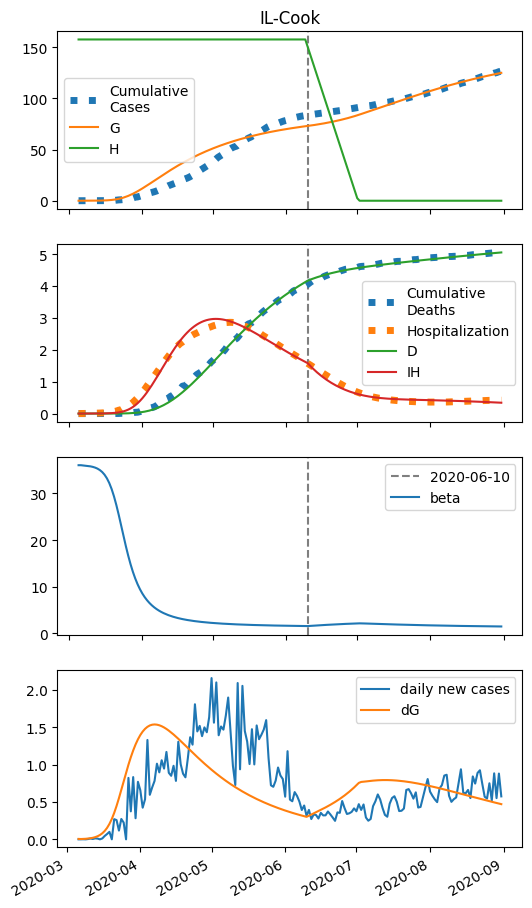 IL-Cook
150
100
50
0
Cumulative
Cases
G
H
5
4
3
2
1
0
Cumulative
Deaths
Hospitalization
D
IH
30
20
10
0
2020-06-10
beta
2.0
1.5
1.0
0.5
0.0
daily new cases
dG
2020-03
2020-04
2020-05
2020-06
2020-07
2020-08
2020-09